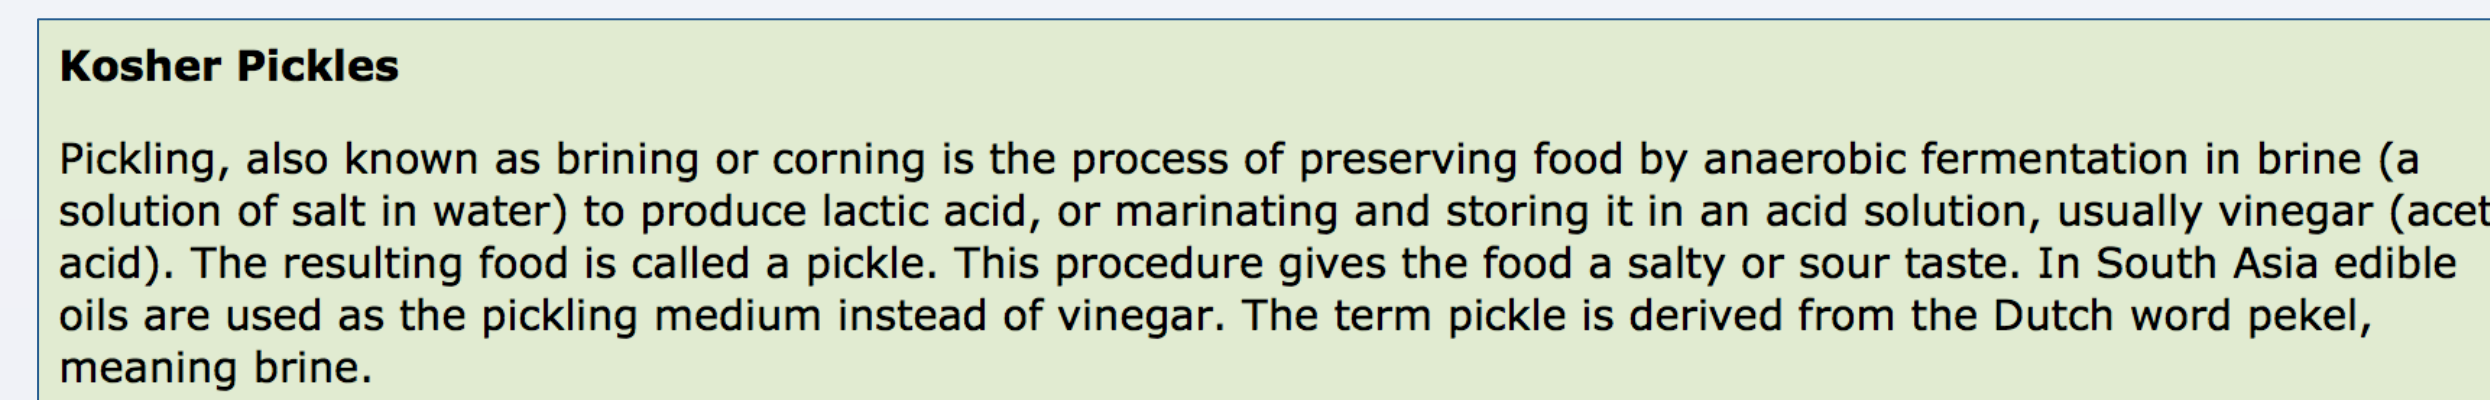 Kosher Pickles
Pickling, also known as brining or corning is the process of preserving food by anaerobic fermentation in brine (a
solution of salt in water) to produce lactic acid, or marinating and storing it in an acid solution, usually vinegar (acet
acid). The resulting food is called a pickle. This procedure gives the food a salty or sour taste. In South Asia edible
oils are used as the pickling medium instead of vinegar. The term pickle is derived from the Dutch word pekel,
meaning brine.